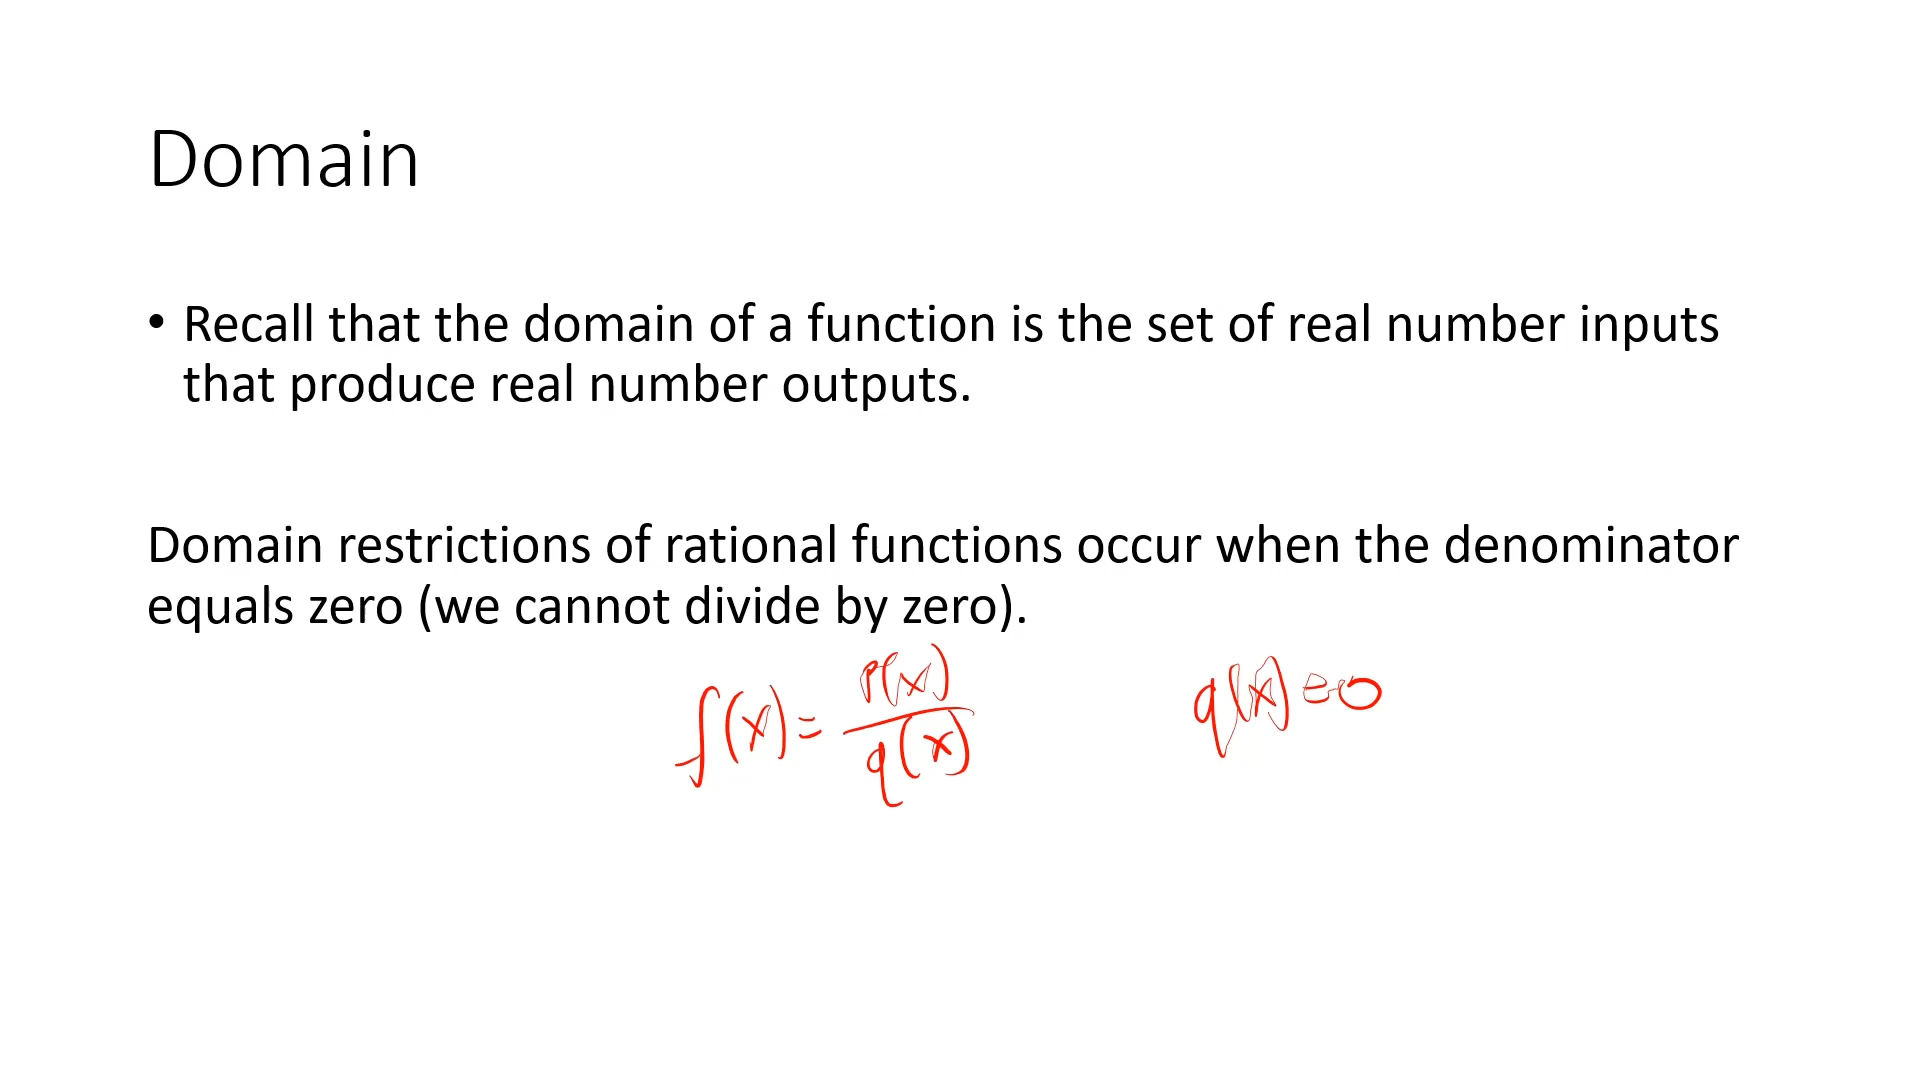 Domain
• Recall that the domain of a function is the set of real number inputs
that produce real number outputs.
Domain restrictions of rational functions occur when the denominator
equals zero (we cannot divide by zero).
f(x) = p(x)/q(x)
q(x) = 0